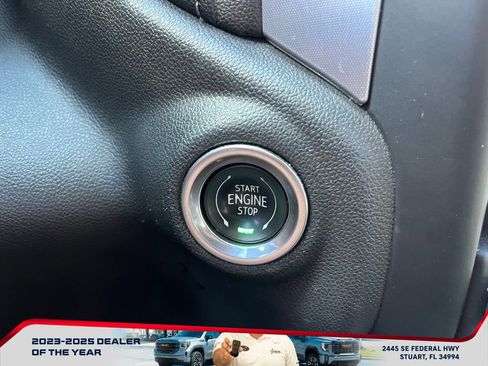 START
ENGINE
STOP
2023-2025 DEALER
OF THE YEAR
2445 SE FEDERAL HWY
STUART, FL 34994